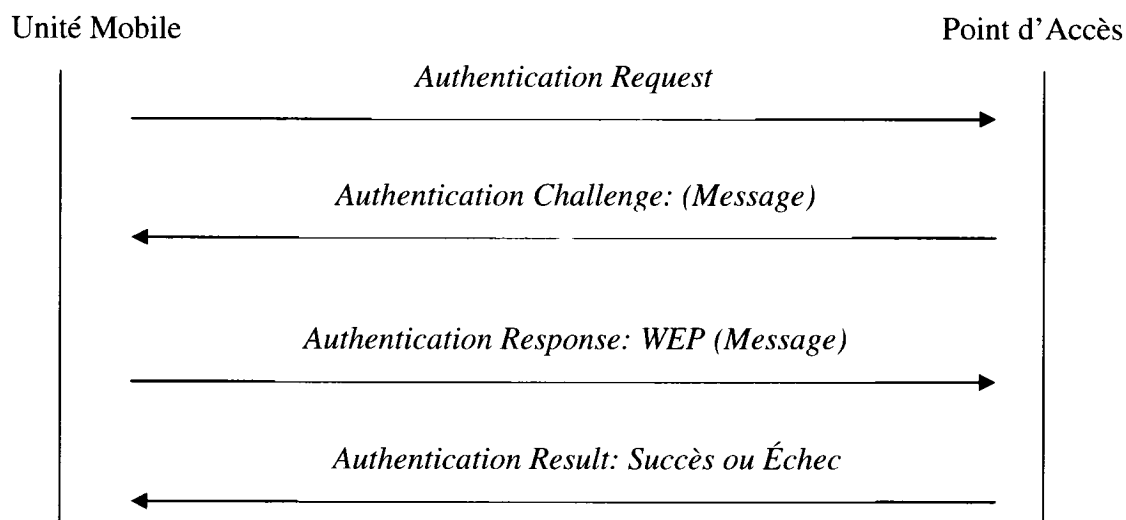 Unité Mobile
Point d'Accès
Authentication Request
Authentication Challenge: (Message)
Authentication Response: WEP (Message)
Authentication Result: Succès ou Échec